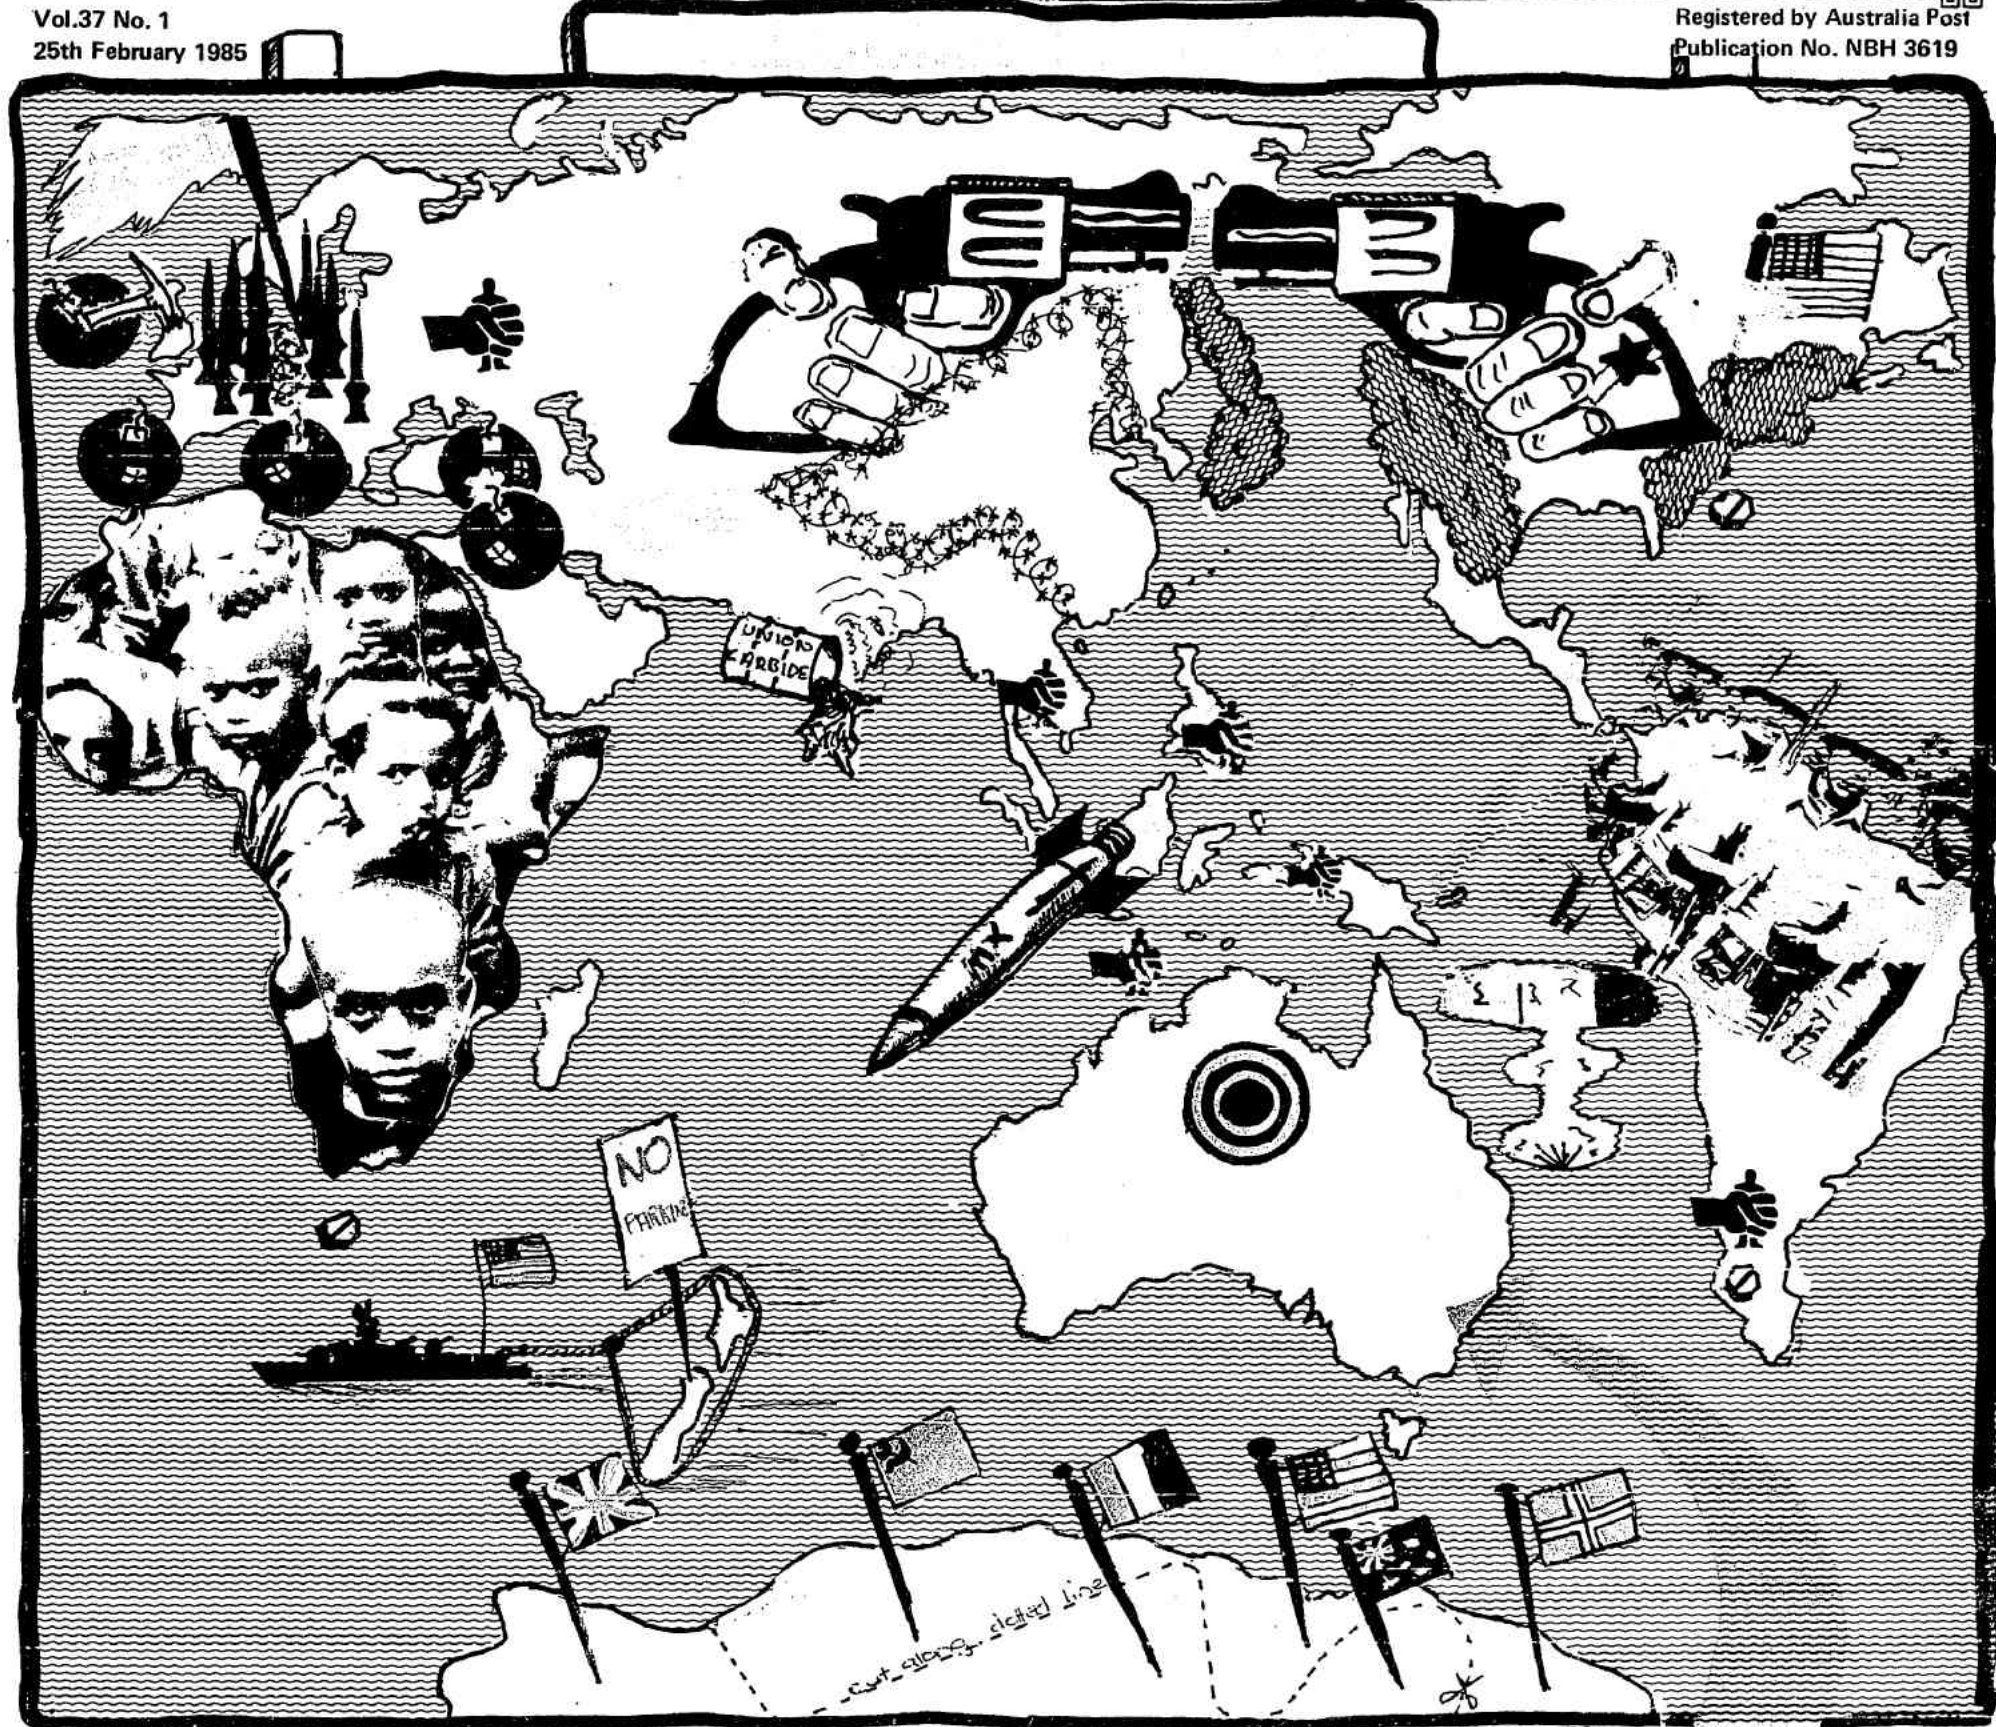 Vol.37 No. 1
25th February 1985
Registered by Australia Post
Publication No. NBH 3619
UNION
CARBIDE
MX
NO
PARKING
cut along dotted line